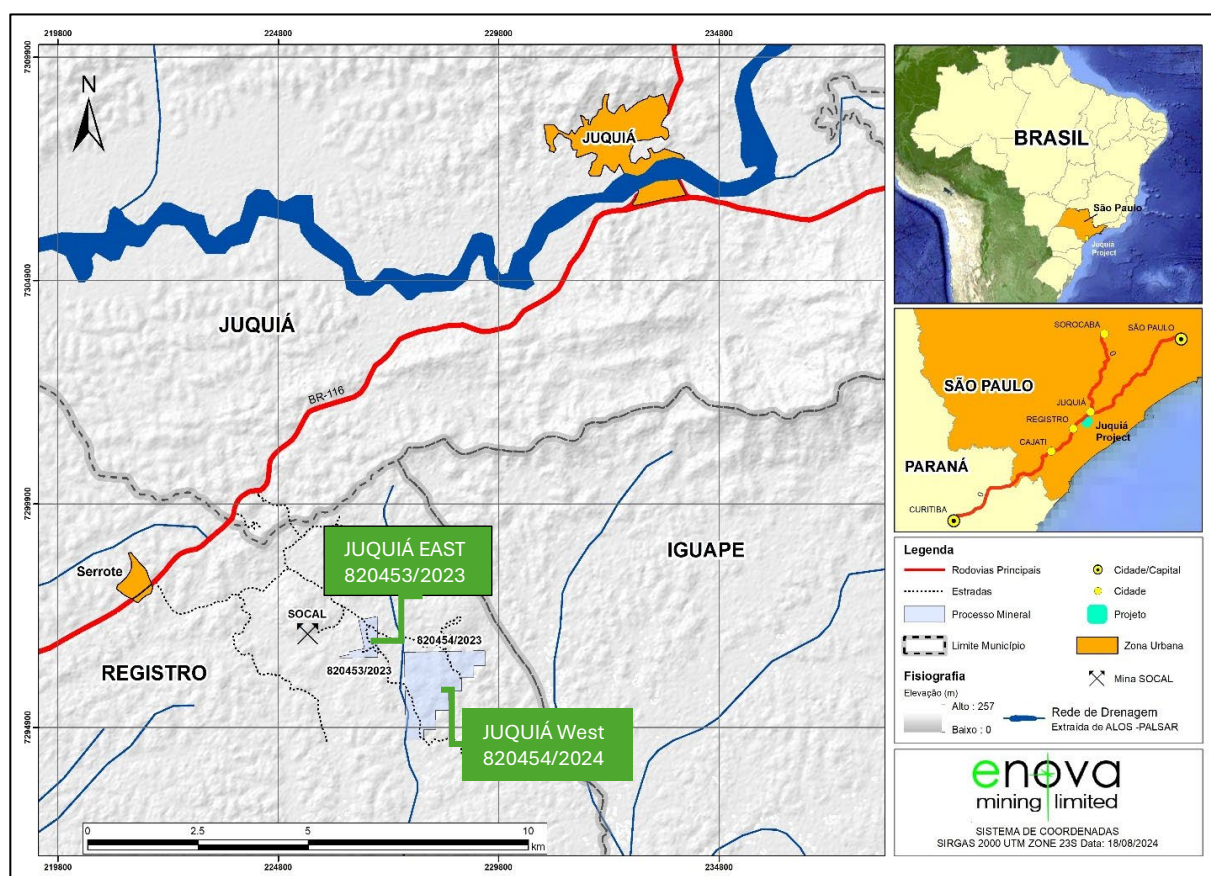 219800
224800
229800
234800
7309900
7304900
7299900
7294900
N
JUQUIÁ
JUQUIÁ
BR-116
IGUAPE
Serrote
REGISTRO
SOCAL
JUQUIÁ EAST
820453/2023
820453/2023
820454/2023
JUQUIÁ West
820454/2024
0
2.5
5
10
km
219800
224800
229800
234800
BRASIL
São Paulo
Juquiá
Project
SOROCABA
SÃO PAULO
SÃO PAULO
JUQUIÁ
REGISTRO
Juquiá
Project
CAJATI
PARANÁ
CURITIBA
Legenda
Rodovias Principais
Cidade/Capital
Estradas
Cidade
Processo Mineral
Projeto
Limite Município
Zona Urbana
Fisiografia
Mina SOCAL
Elevação (m)
Alto : 257
Baixo : 0
Rede de Drenagem
Extraída de ALOS -PALSAR
enova
mining limited
SISTEMA DE COORDENADAS
SIRGAS 2000 UTM ZONE 23S Data: 18/08/2024